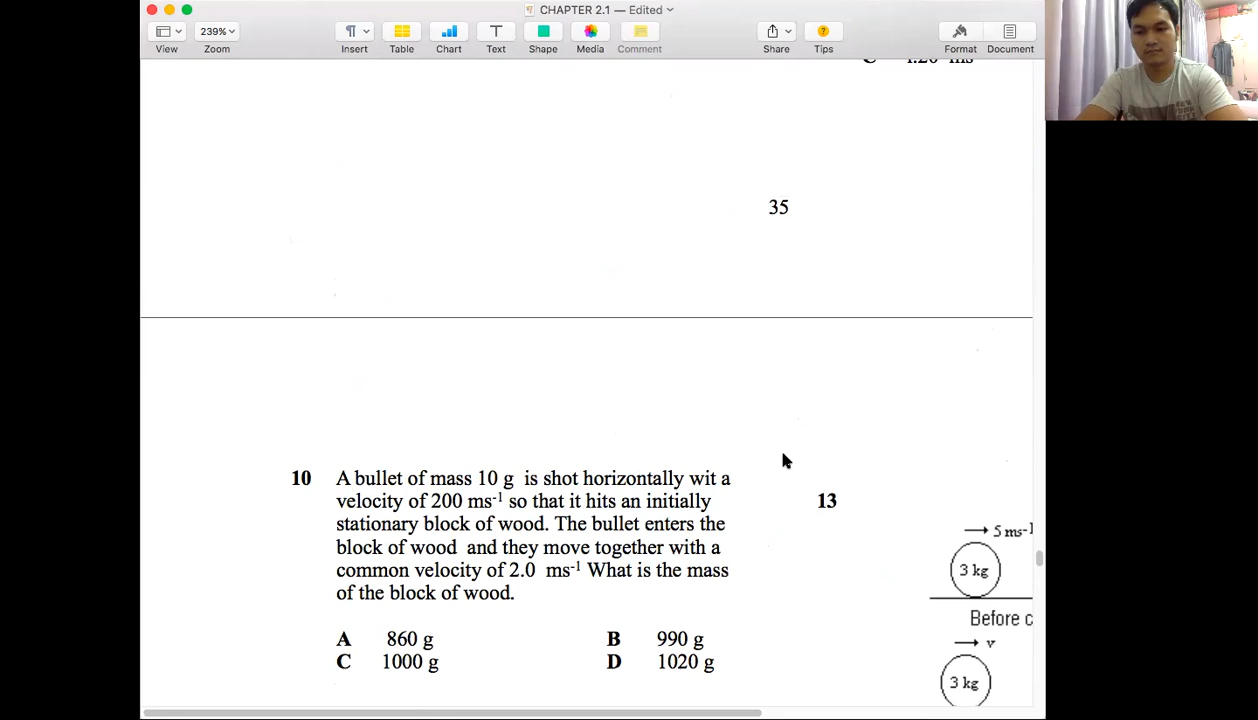 CHAPTER 2.1 — Edited
239%
View
Zoom
Insert
Table
Chart
Text
Shape
Media
Comment
Share
Tips
Format
Document
35
10 A bullet of mass 10 g is shot horizontally wit a
velocity of 200 ms⁻¹ so that it hits an initially
stationary block of wood. The bullet enters the
block of wood and they move together with a
common velocity of 2.0 ms⁻¹ What is the mass
of the block of wood.
A 860 g B 990 g
C 1000 g D 1020 g
13
5 ms⁻¹
3 kg
Before c
v
3 kg